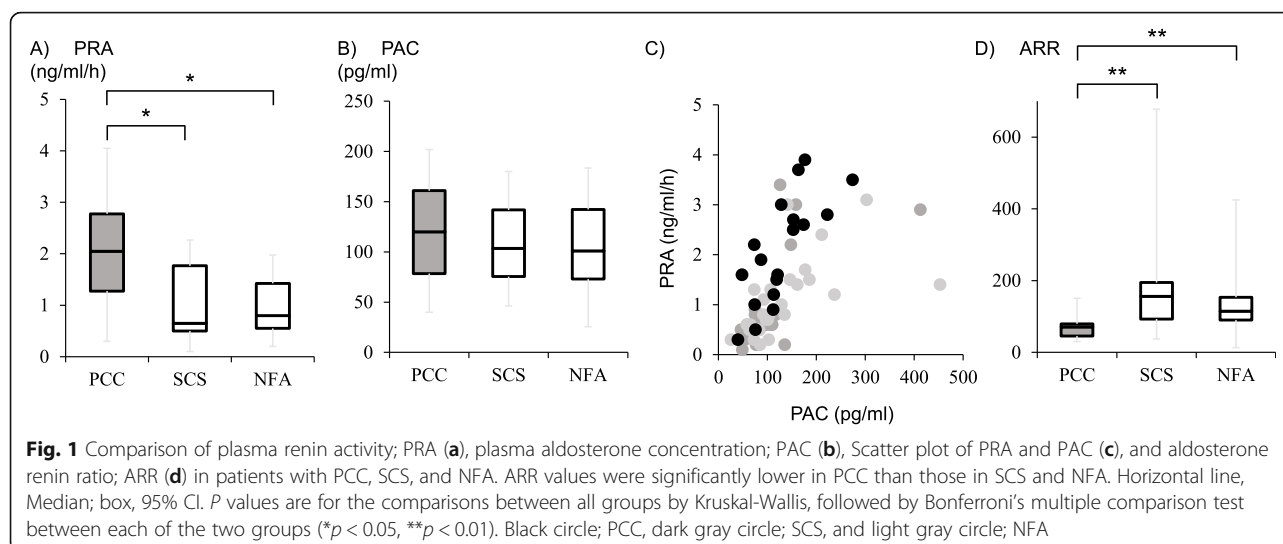 A) PRA
(ng/ml/h)
*
*
5
4
3
2
1
0
PCC SCS NFA
B) PAC
(pg/ml)
250
200
150
100
50
0
PCC SCS NFA
C)
PRA (ng/ml/h)
5
4
3
2
1
0
0 100 200 300 400 500
PAC (pg/ml)
D) ARR
**
**
600
400
200
0
PCC SCS NFA
Fig. 1 Comparison of plasma renin activity; PRA (a), plasma aldosterone concentration; PAC (b), Scatter plot of PRA and PAC (c), and aldosterone
renin ratio; ARR (d) in patients with PCC, SCS, and NFA. ARR values were significantly lower in PCC than those in SCS and NFA. Horizontal line,
Median; box, 95% CI. P values are for the comparisons between all groups by Kruskal-Wallis, followed by Bonferroni's multiple comparison test
between each of the two groups (*p < 0.05, **p < 0.01). Black circle; PCC, dark gray circle; SCS, and light gray circle; NFA